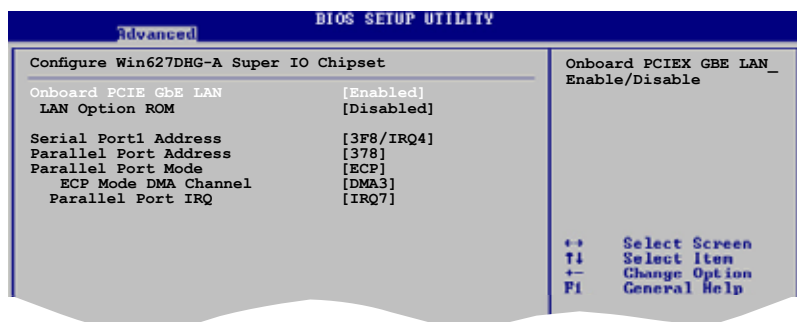 BIOS SETUP UTILITY
Advanced
Configure Win627DHG-A Super IO Chipset
Onboard PCIE GbE LAN [Enabled]
LAN Option ROM [Disabled]
Serial Port1 Address [3F8/IRQ4]
Parallel Port Address [378]
Parallel Port Mode [ECP]
ECP Mode DMA Channel [DMA3]
Parallel Port IRQ [IRQ7]
Onboard PCIEX GBE LAN_
Enable/Disable
↔ Select Screen
↑↓ Select Item
+- Change Option
F1 General Help